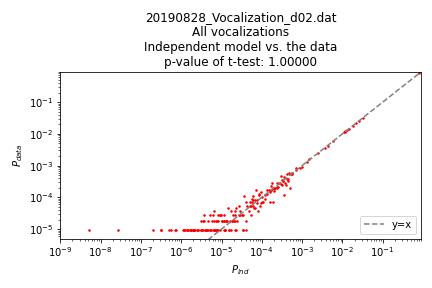 20190828_Vocalization_d02.dat
All vocalizations
Independent model vs. the data
p-value of t-test: 1.00000
10⁻¹
10⁻²
10⁻³
10⁻⁴
10⁻⁵
P_data
y=x
10⁻⁹ 10⁻⁸ 10⁻⁷ 10⁻⁶ 10⁻⁵ 10⁻⁴ 10⁻³ 10⁻² 10⁻¹
P_ind